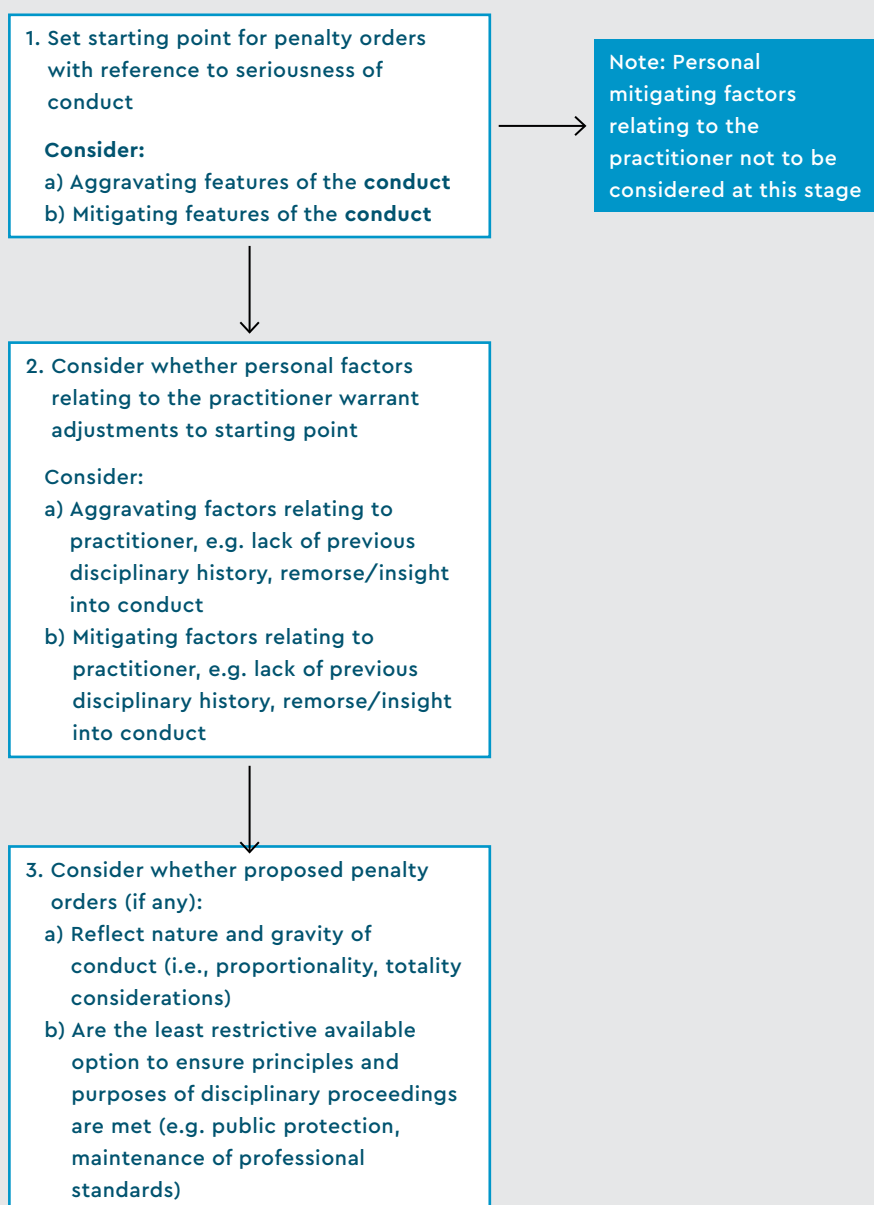 1. Set starting point for penalty orders
with reference to seriousness of
conduct
Consider:
a) Aggravating features of the conduct
b) Mitigating features of the conduct
Note: Personal
mitigating factors
relating to the
practitioner not to be
considered at this stage
2. Consider whether personal factors
relating to the practitioner warrant
adjustments to starting point
Consider:
a) Aggravating factors relating to
practitioner, e.g. lack of previous
disciplinary history, remorse/insight
into conduct
b) Mitigating factors relating to
practitioner, e.g. lack of previous
disciplinary history, remorse/insight
into conduct
3. Consider whether proposed penalty
orders (if any):
a) Reflect nature and gravity of
conduct (i.e., proportionality, totality
considerations)
b) Are the least restrictive available
option to ensure principles and
purposes of disciplinary proceedings
are met (e.g. public protection,
maintenance of professional
standards)